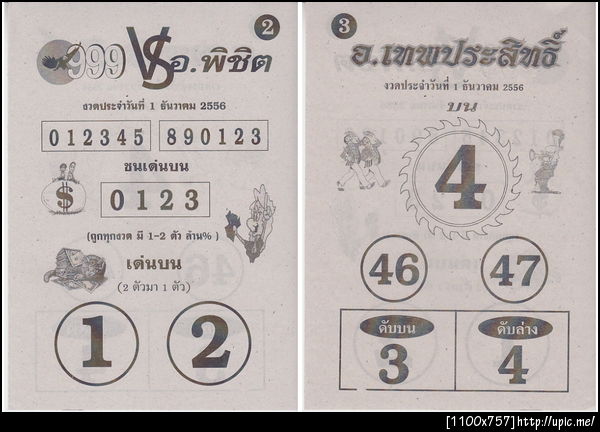 2
999 VS อ.พิชิต
งวดประจำวันที่ 1 ธันวาคม 2556
012345 890123
ชนเด่นบน
$ 0123
(ถูกทุกงวด มี 1-2 ตัว ล้าน% )
เด่นบน
(2 ตัวมา 1 ตัว)
1 2
3
อ.เทพประสิทธิ์
งวดประจำวันที่ 1 ธันวาคม 2556
บน
4
46 47
ดับบน ดับล่าง
3 4
[1100x757]http://upic.me/